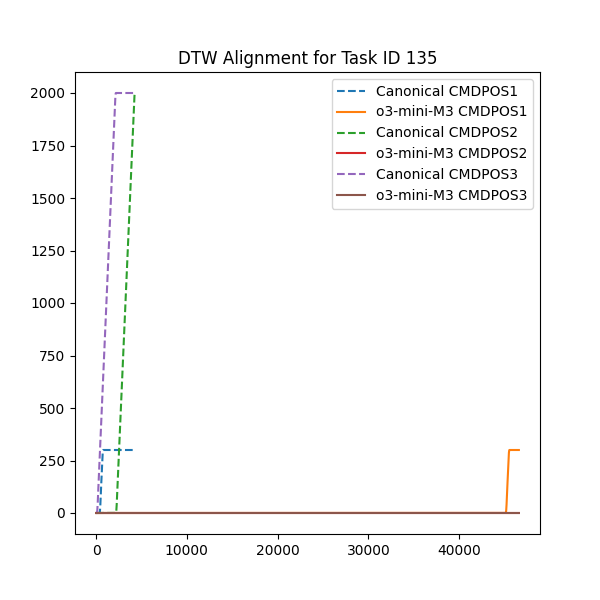 DTW Alignment for Task ID 135
2000
1750
1500
1250
1000
750
500
250
0
Canonical CMDPOS1
o3-mini-M3 CMDPOS1
Canonical CMDPOS2
o3-mini-M3 CMDPOS2
Canonical CMDPOS3
o3-mini-M3 CMDPOS3
0 10000 20000 30000 40000